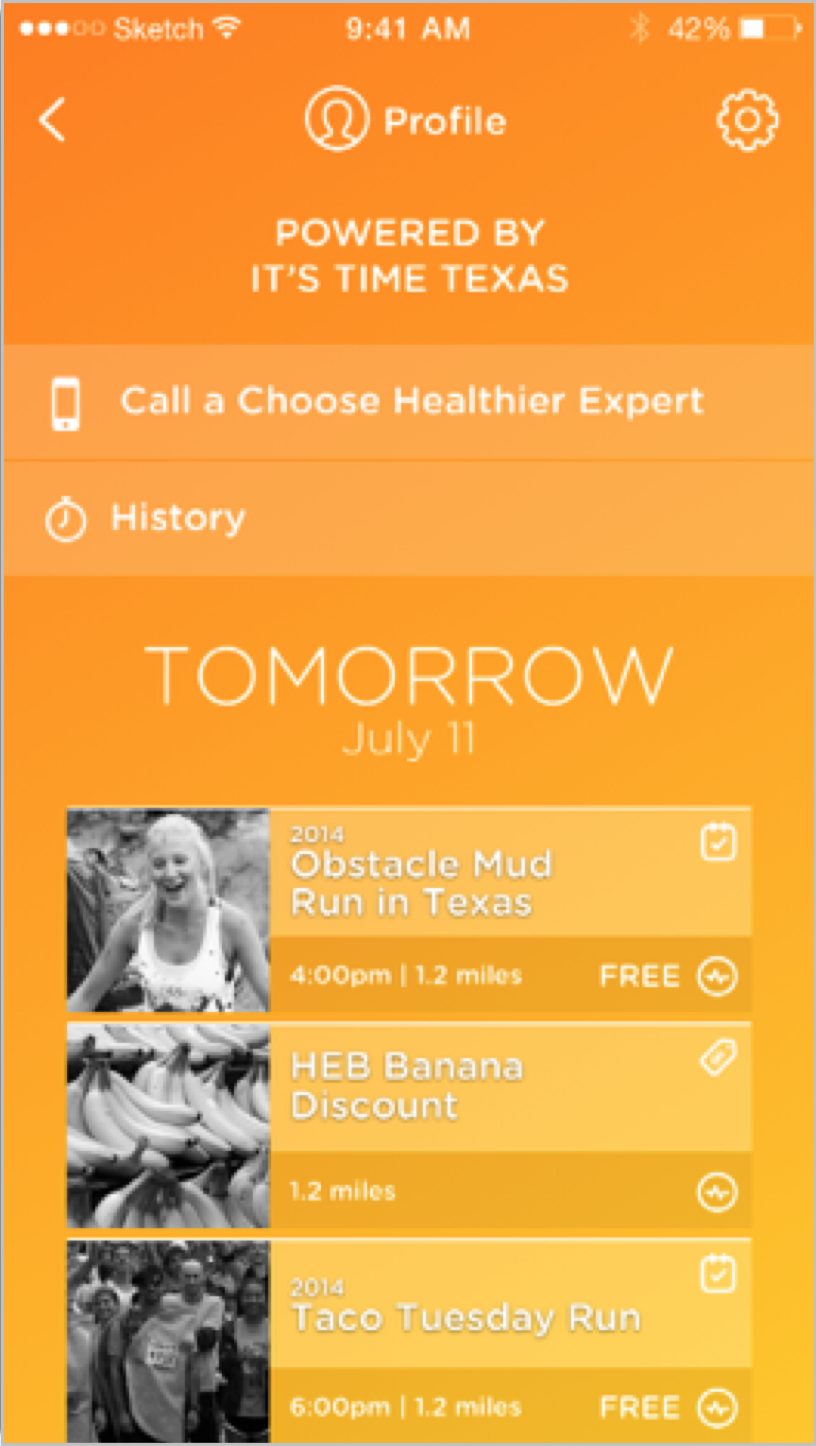 Sketch 9:41 AM 42%
Profile
POWERED BY
IT'S TIME TEXAS
Call a Choose Healthier Expert
History
TOMORROW
July 11
2014
Obstacle Mud
Run in Texas
4:00pm | 1.2 miles FREE
HEB Banana
Discount
1.2 miles
2014
Taco Tuesday Run
6:00pm | 1.2 miles FREE